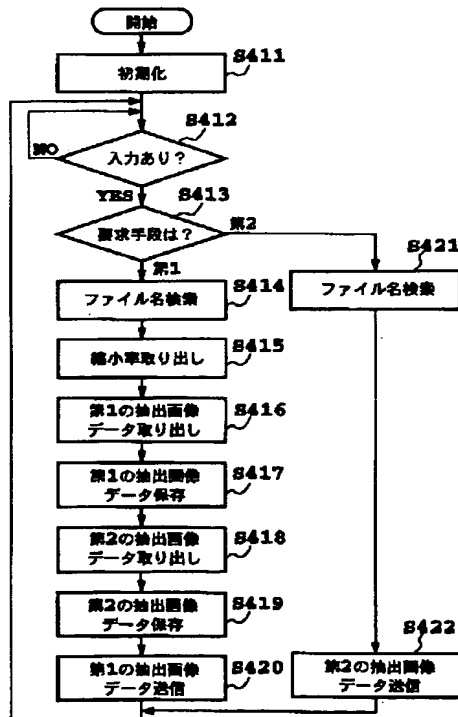 開始
S411
初期化
S412
NO
入力あり?
YES
S413
要求手段は?
第2
第1
S421
ファイル名検索
S414
ファイル名検索
S415
縮小率取り出し
第1の抽出画像
データ取り出し
S416
第1の抽出画像
データ保存
S417
第2の抽出画像
データ取り出し
S418
第2の抽出画像
データ保存
S419
第1の抽出画像
データ送信
S420
S422
第2の抽出画像
データ送信